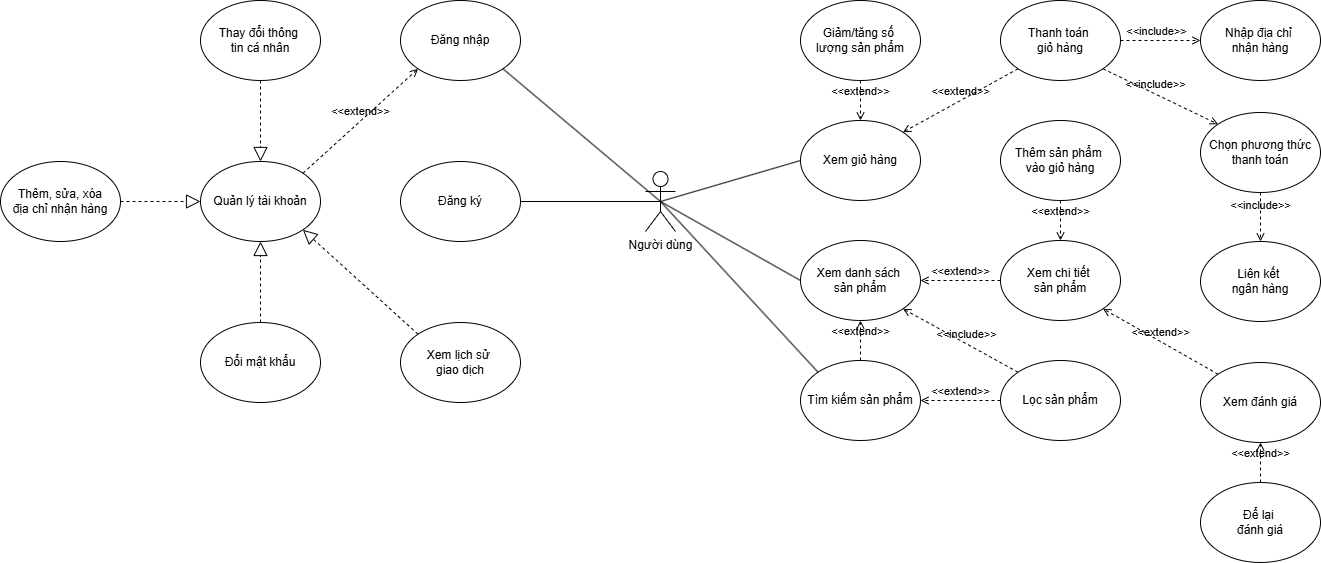 Thay đổi thông
tin cá nhân
Đăng nhập
Giảm/tăng số
lượng sản phẩm
Thanh toán
giỏ hàng
<<include>>
Nhập địa chỉ
nhận hàng
<<extend>>
<<extend>>
<<extend>>
<<include>>
Thêm, sửa, xóa
địa chỉ nhận hàng
Quản lý tài khoản
Đăng ký
Người dùng
Xem giỏ hàng
Thêm sản phẩm
vào giỏ hàng
Chọn phương thức
thanh toán
<<extend>>
<<include>>
Xem danh sách
sản phẩm
<<extend>>
Xem chi tiết
sản phẩm
Liên kết
ngân hàng
<<extend>>
<<include>>
<<extend>>
Đổi mật khẩu
Xem lịch sử
giao dịch
Tìm kiếm sản phẩm
<<extend>>
Lọc sản phẩm
Xem đánh giá
<<extend>>
Để lại
đánh giá